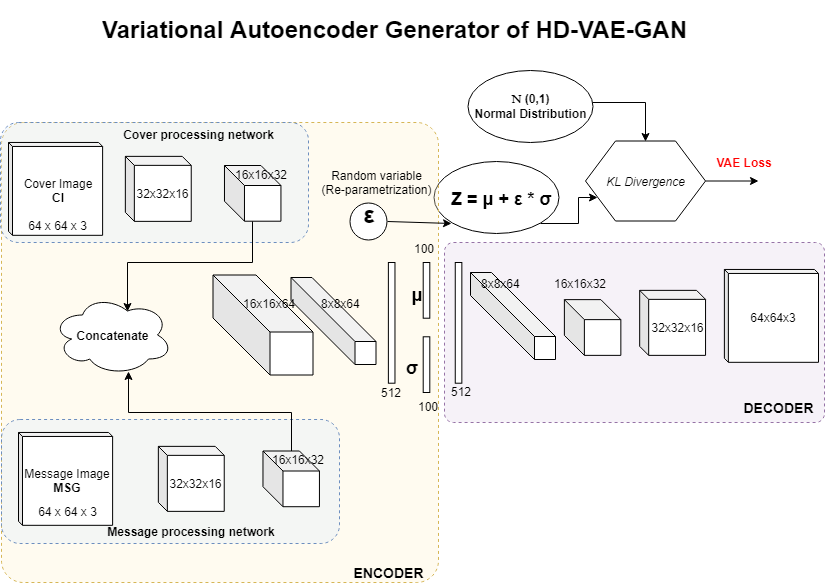 Variational Autoencoder Generator of HD-VAE-GAN
N (0,1)
Normal Distribution
Cover processing network
Cover Image
CI
64 x 64 x 3
32x32x16
16x16x32
Random variable
(Re-parametrization)
ε
Z = μ + ε * σ
KL Divergence
VAE Loss
Concatenate
16x16x64
8x8x64
512
100
μ
σ
100
512
8x8x64
16x16x32
32x32x16
64x64x3
DECODER
Message Image
MSG
64 x 64 x 3
32x32x16
16x16x32
Message processing network
ENCODER